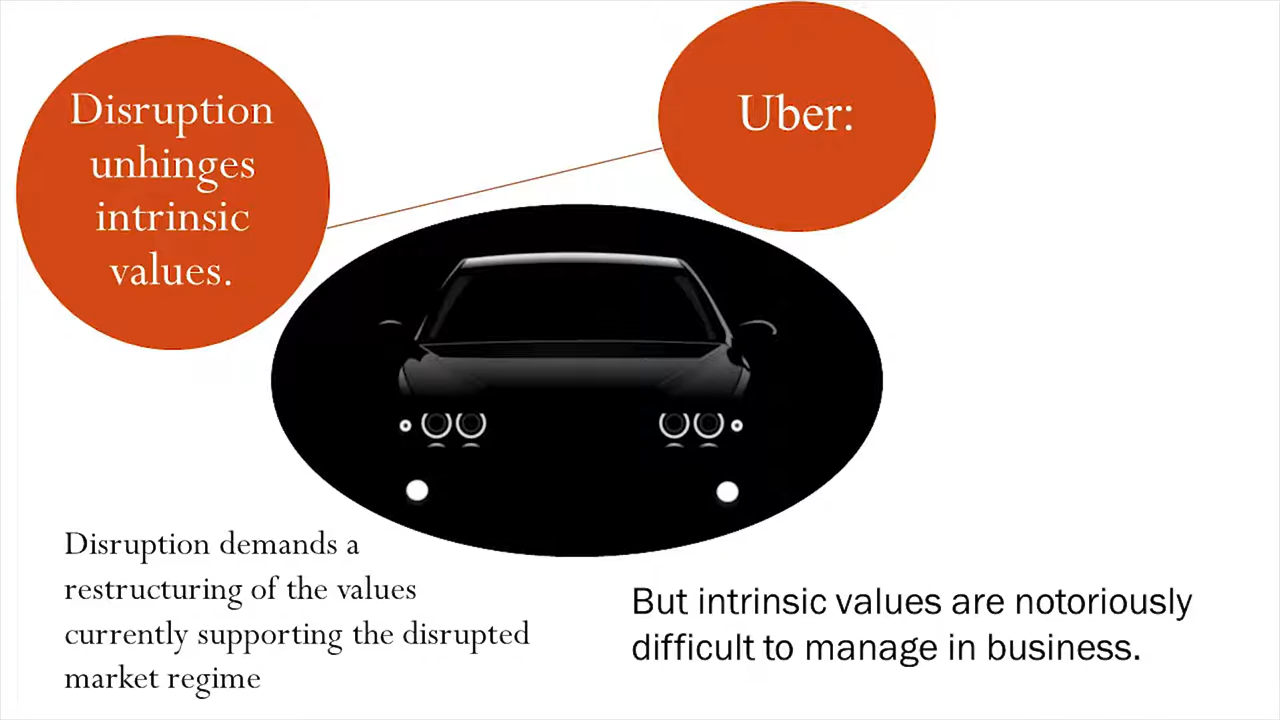 Disruption
unhinges
intrinsic
values.
Uber:
Disruption demands a
restructuring of the values
currently supporting the disrupted
market regime
But intrinsic values are notoriously
difficult to manage in business.